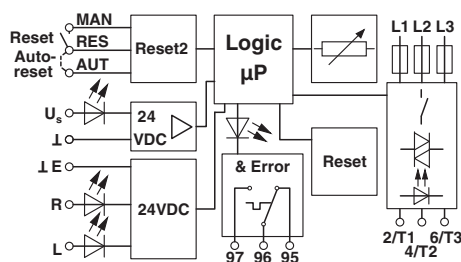 MAN
Reset
RES
Auto-
reset
AUT
Reset2
Logic
µP
L1 L2 L3
Us
24
VDC
⊥
⊥ E
R
24VDC
L
& Error
Reset
97 96 95
2/T1 6/T3
4/T2